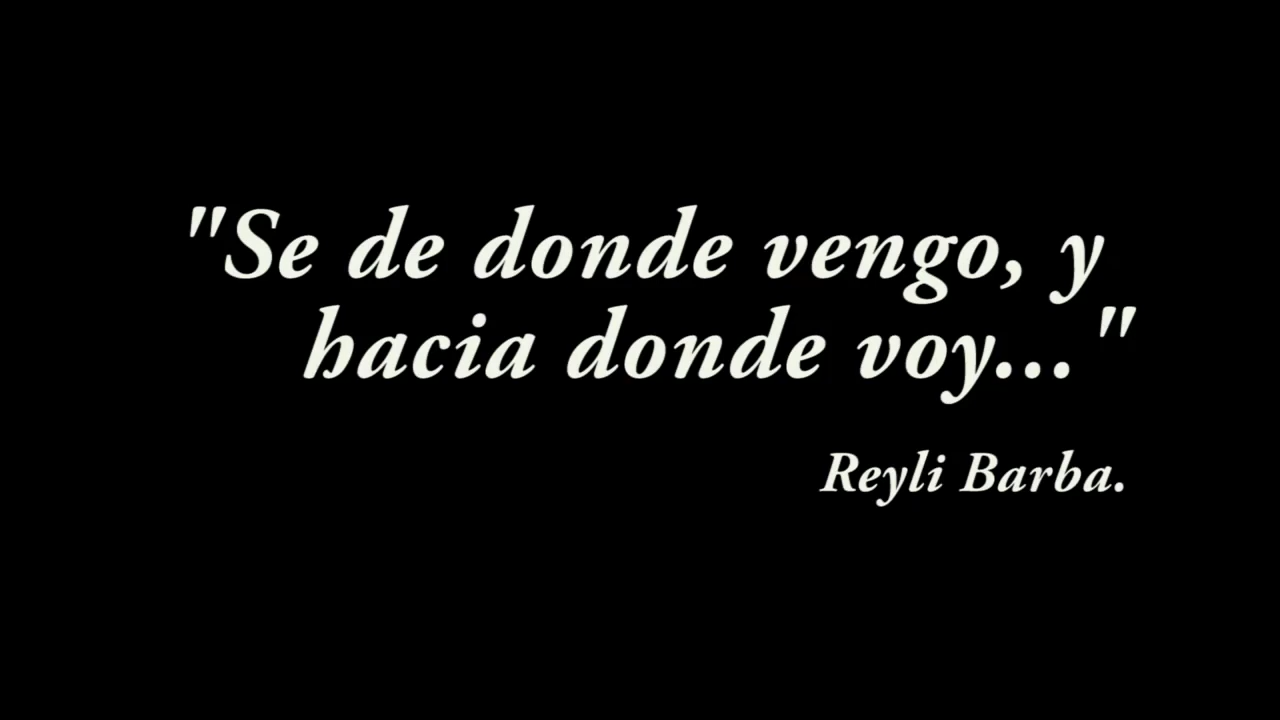 "Se de donde vengo, y
hacia donde voy..."
Reyli Barba.